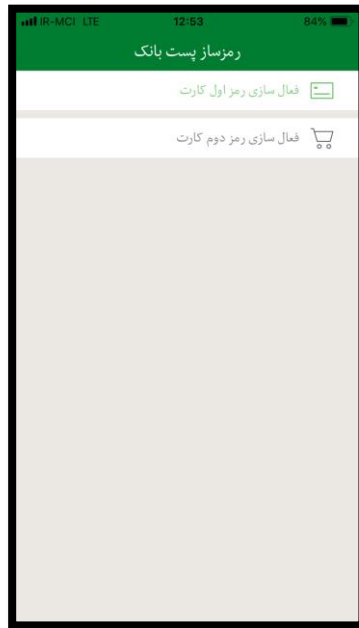 IR-MCI LTE 12:53 84%
رمزساز پست بانک
فعال سازی رمز اول کارت
فعال سازی رمز دوم کارت